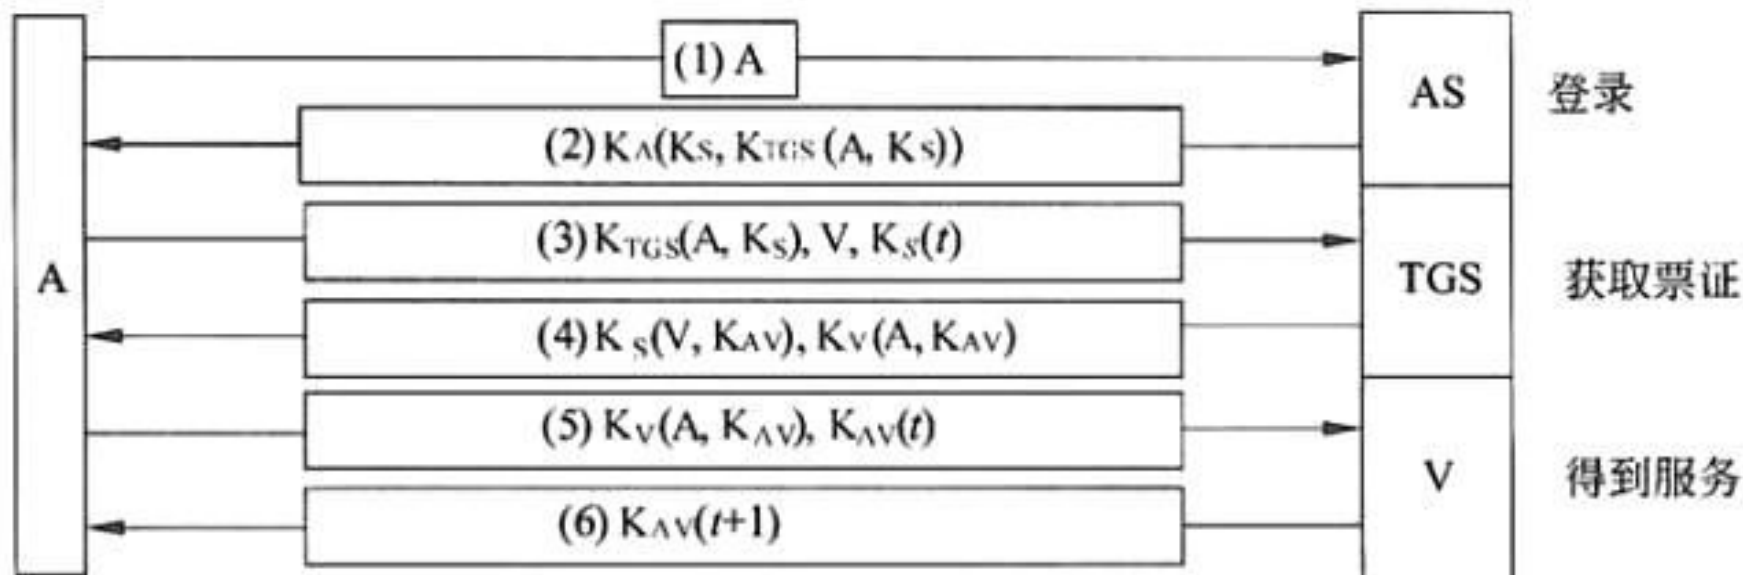 (1) A
AS 登录
(2) KA(KS, KTGS (A, KS))
(3) KTGS(A, KS), V, KS(t)
A TGS 获取票证
(4) K S(V, KAV), KV(A, KAV)
(5) KV(A, KAV), KAV(t)
V 得到服务
(6) KAV(t+1)